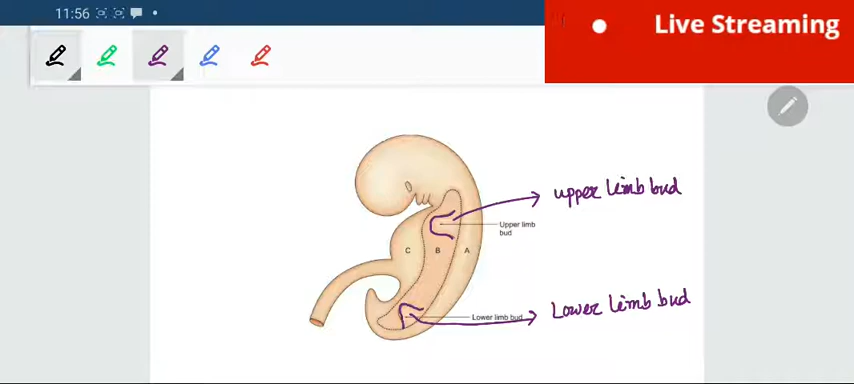 11:56
Live Streaming
upper limb bud
Upper limb
bud
C B A
Lower limb bud
Lower limb bud